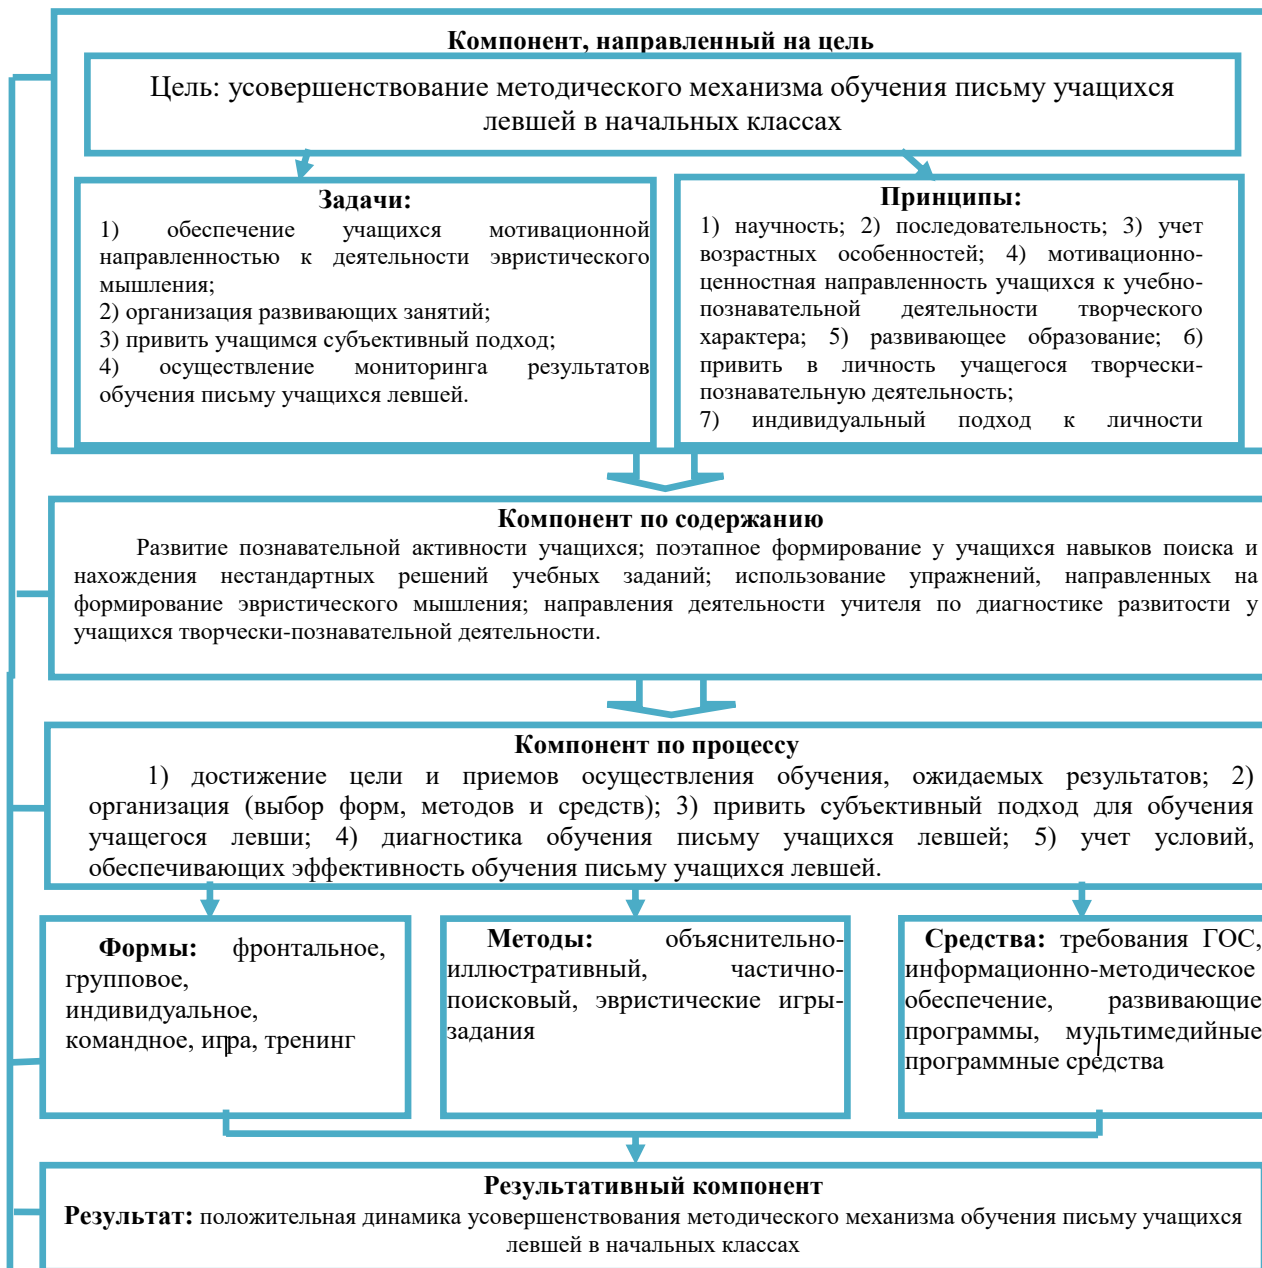 Компонент, направленный на цель
Цель: усовершенствование методического механизма обучения письму учащихся
левшей в начальных классах
Задачи:
1) обеспечение учащихся мотивационной
направленностью к деятельности эвристического
мышления;
2) организация развивающих занятий;
3) привить учащимся субъективный подход;
4) осуществление мониторинга результатов
обучения письму учащихся левшей.
Принципы:
1) научность; 2) последовательность; 3) учет
возрастных особенностей; 4) мотивационно-
ценностная направленность учащихся к учебно-
познавательной деятельности творческого
характера; 5) развивающее образование; 6)
привить в личность учащегося творчески-
познавательную деятельность;
7) индивидуальный подход к личности
Компонент по содержанию
Развитие познавательной активности учащихся; поэтапное формирование у учащихся навыков поиска и
нахождения нестандартных решений учебных заданий; использование упражнений, направленных на
формирование эвристического мышления; направления деятельности учителя по диагностике развитости у
учащихся творчески-познавательной деятельности.
Компонент по процессу
1) достижение цели и приемов осуществления обучения, ожидаемых результатов; 2)
организация (выбор форм, методов и средств); 3) привить субъективный подход для обучения
учащегося левши; 4) диагностика обучения письму учащихся левшей; 5) учет условий,
обеспечивающих эффективность обучения письму учащихся левшей.
Формы: фронтальное,
групповое,
индивидуальное,
командное, игра, тренинг
Методы: объяснительно-
иллюстративный, частично-
поисковый, эвристические игры-
задания
Средства: требования ГОС,
информационно-методическое
обеспечение, развивающие
программы, мультимедийные
программные средства
Результативный компонент
Результат: положительная динамика усовершенствования методического механизма обучения письму учащихся
левшей в начальных классах